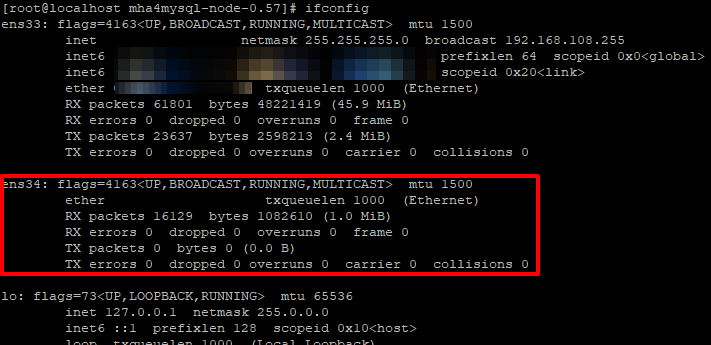 [root@localhost mha4mysql-node-0.57]# ifconfig
ens33: flags=4163<UP,BROADCAST,RUNNING,MULTICAST>  mtu 1500
inet netmask 255.255.255.0  broadcast 192.168.108.255
inet6 prefixlen 64  scopeid 0x0<global>
inet6 scopeid 0x20<link>
ether txqueuelen 1000  (Ethernet)
RX packets 61801  bytes 48221419 (45.9 MiB)
RX errors 0  dropped 0  overruns 0  frame 0
TX packets 23637  bytes 2598213 (2.4 MiB)
TX errors 0  dropped 0 overruns 0  carrier 0  collisions 0
ens34: flags=4163<UP,BROADCAST,RUNNING,MULTICAST>  mtu 1500
ether txqueuelen 1000  (Ethernet)
RX packets 16129  bytes 1082610 (1.0 MiB)
RX errors 0  dropped 0  overruns 0  frame 0
TX packets 0  bytes 0 (0.0 B)
TX errors 0  dropped 0 overruns 0  carrier 0  collisions 0
lo: flags=73<UP,LOOPBACK,RUNNING>  mtu 65536
inet 127.0.0.1  netmask 255.0.0.0
inet6 ::1  prefixlen 128  scopeid 0x10<host>
loop  txqueuelen 1000  (Local Loopback)